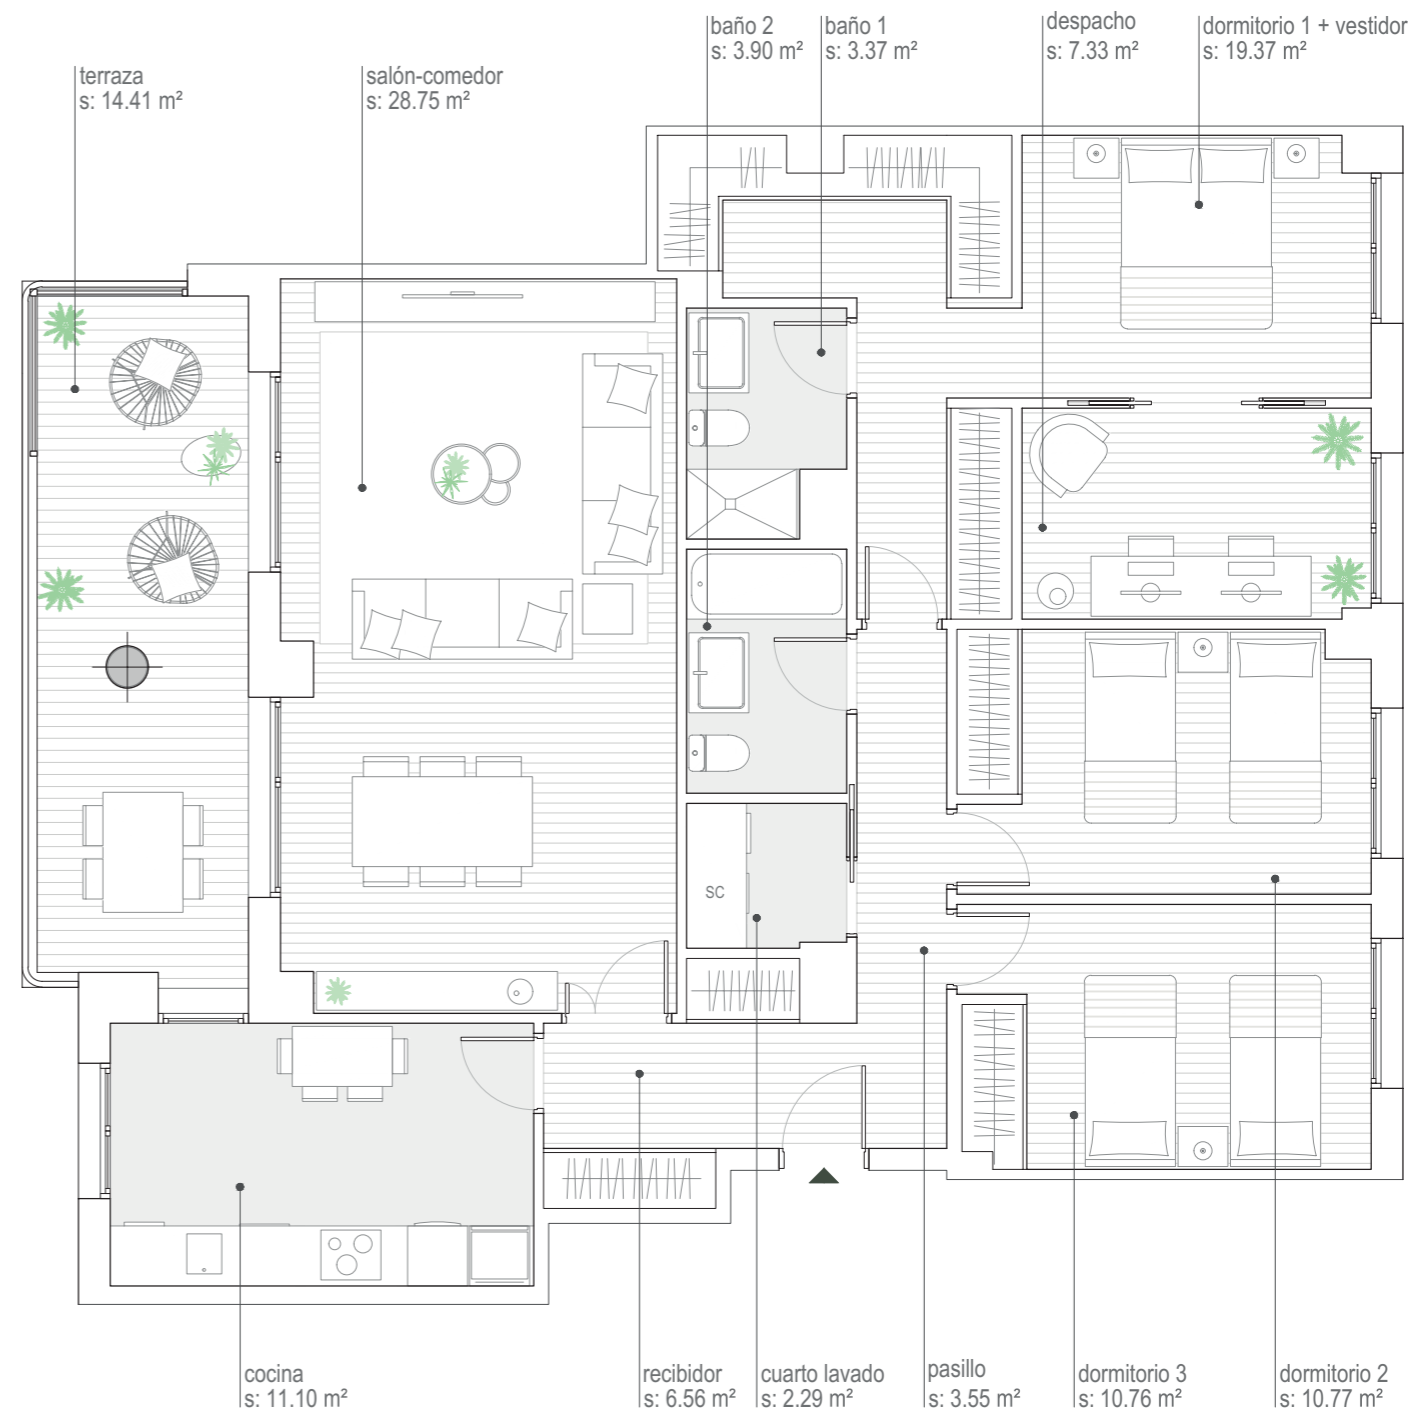 baño 2
s: 3.90 m²
baño 1
s: 3.37 m²
despacho
s: 7.33 m²
dormitorio 1 + vestidor
s: 19.37 m²
terraza
s: 14.41 m²
salón-comedor
s: 28.75 m²
SC
cocina
s: 11.10 m²
recibidor
s: 6.56 m²
cuarto lavado
s: 2.29 m²
pasillo
s: 3.55 m²
dormitorio 3
s: 10.76 m²
dormitorio 2
s: 10.77 m²